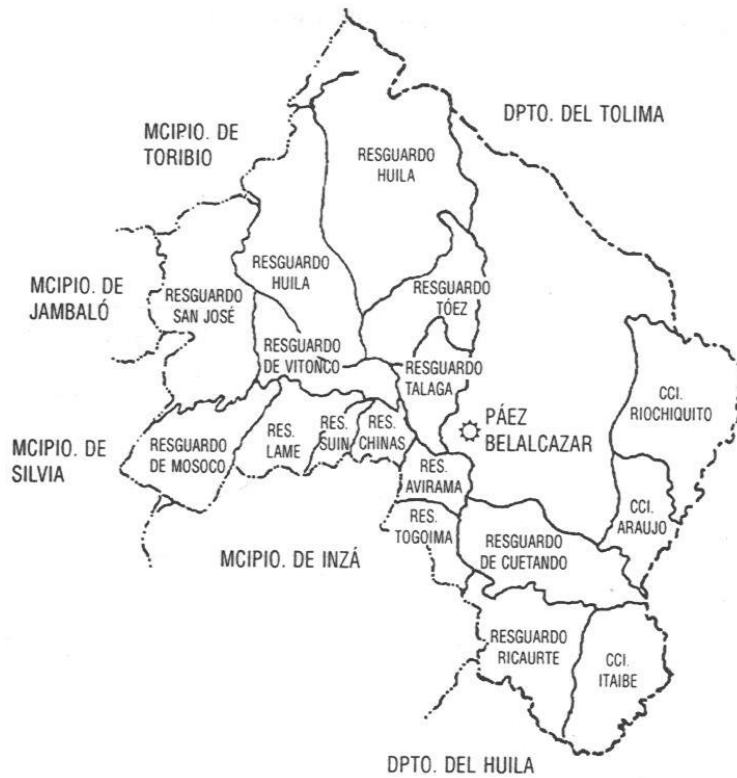 DPTO. DEL TOLIMA
MCIPIO. DE
TORIBIO
RESGUARDO
HUILA
MCIPIO. DE
JAMBALÓ
RESGUARDO
SAN JOSÉ
RESGUARDO
HUILA
RESGUARDO
TÓEZ
RESGUARDO
DE VITONCO
RESGUARDO
TALAGA
CCI.
RIOCHIQUITO
PÁEZ
BELALCAZAR
MCIPIO. DE
SILVIA
RESGUARDO
DE MOSOCO
RES.
LAME
RES.
SUIN
RES.
CHINAS
RES.
AVIRAMA
CCI.
ARAUJO
RES.
TOGOIMA
RESGUARDO
DE CUETANDO
MCIPIO. DE INZÁ
RESGUARDO
RICAURTE
CCI.
ITAIBE
DPTO. DEL HUILA